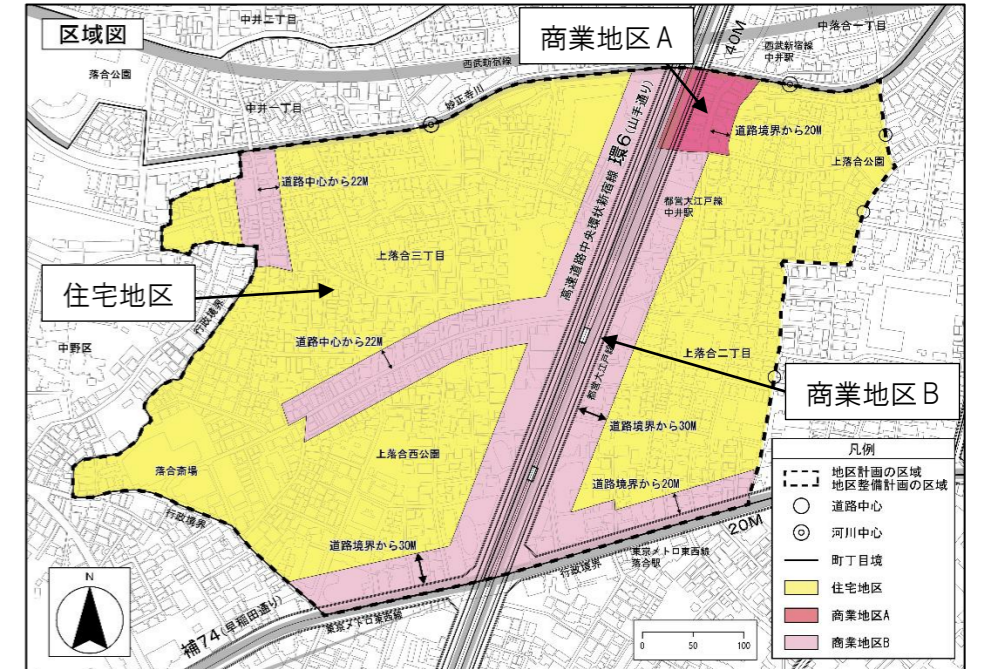 区域図
中井二丁目
商業地区A
40M
中落合一丁目
西武新宿線
中井駅
西武新宿線
落合公園
妙正寺川
中井一丁目
環6(山手通り)
道路境界から20M
上落合公園
道路中心から22M
都営大江戸線
中井駅
高速道路中央環状新宿線
上落合三丁目
住宅地区
行政境界
中野区
道路中心から22M
都営大江戸線
上落合二丁目
商業地区B
道路境界から30M
上落合西公園
落合斎場
道路境界から20M
行政境界
道路境界から30M
20M
東京メトロ東西線
落合駅
行政境界
補74(早稲田通り)
東京メトロ東西線
N
0
50
100
凡例
地区計画の区域
地区整備計画の区域
道路中心
河川中心
町丁目境
住宅地区
商業地区A
商業地区B